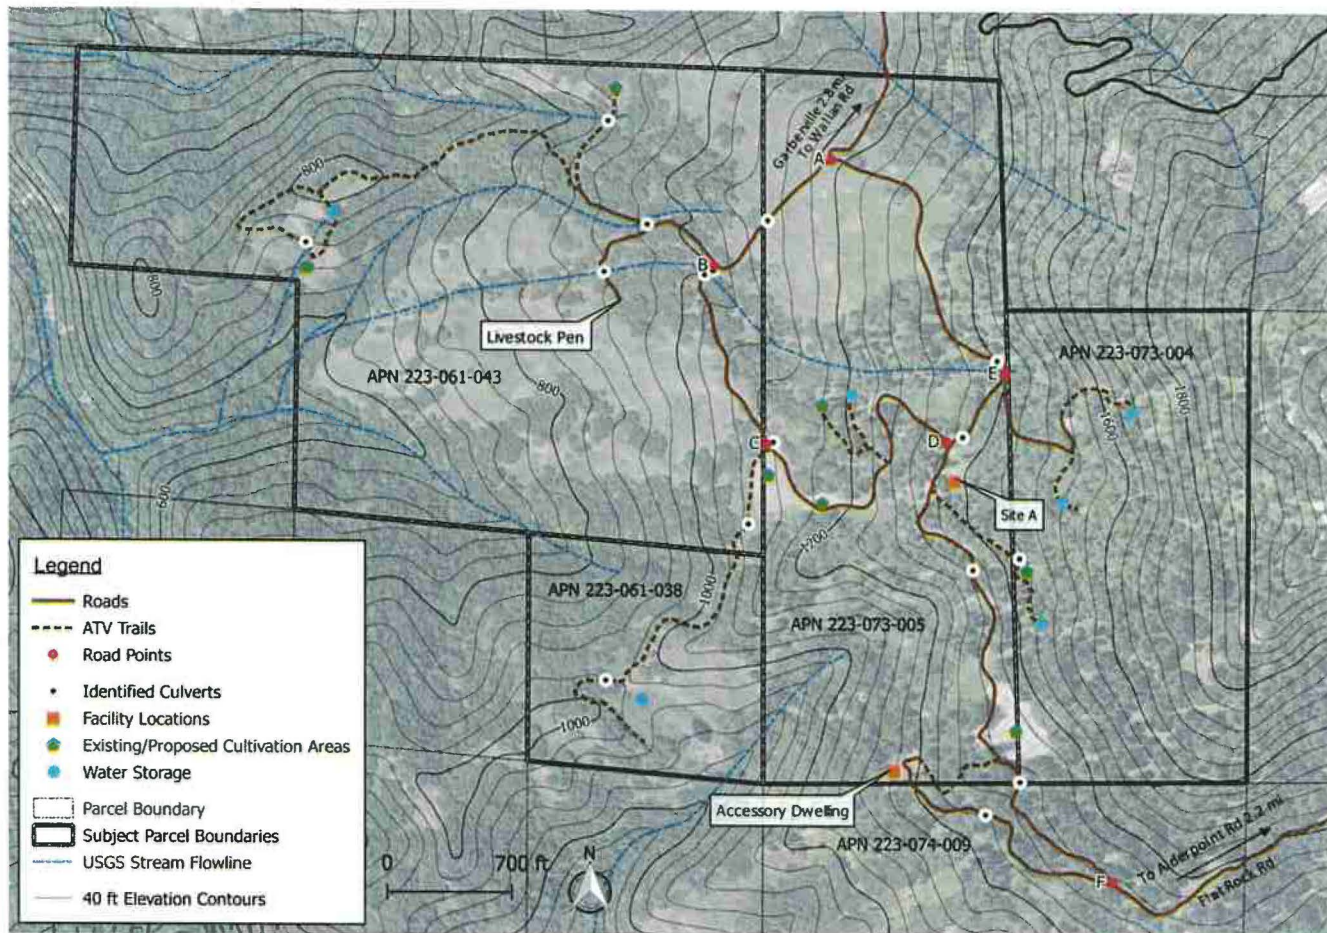 Garberville 2.8 mi
To Wallan Rd
A
800
B
Livestock Pen
APN 223-061-043
800
800
E
APN 223-073-004
1600
1800
C
D
Site A
1200
600
APN 223-061-038
1000
APN 223-073-005
1000
Accessory Dwelling
APN 223-074-009
F
To Alderpoint Rd 2.2 mi
Flat Rock Rd
Legend
Roads
ATV Trails
Road Points
Identified Culverts
Facility Locations
Existing/Proposed Cultivation Areas
Water Storage
Parcel Boundary
Subject Parcel Boundaries
USGS Stream Flowline
40 ft Elevation Contours
0 700 ft
N